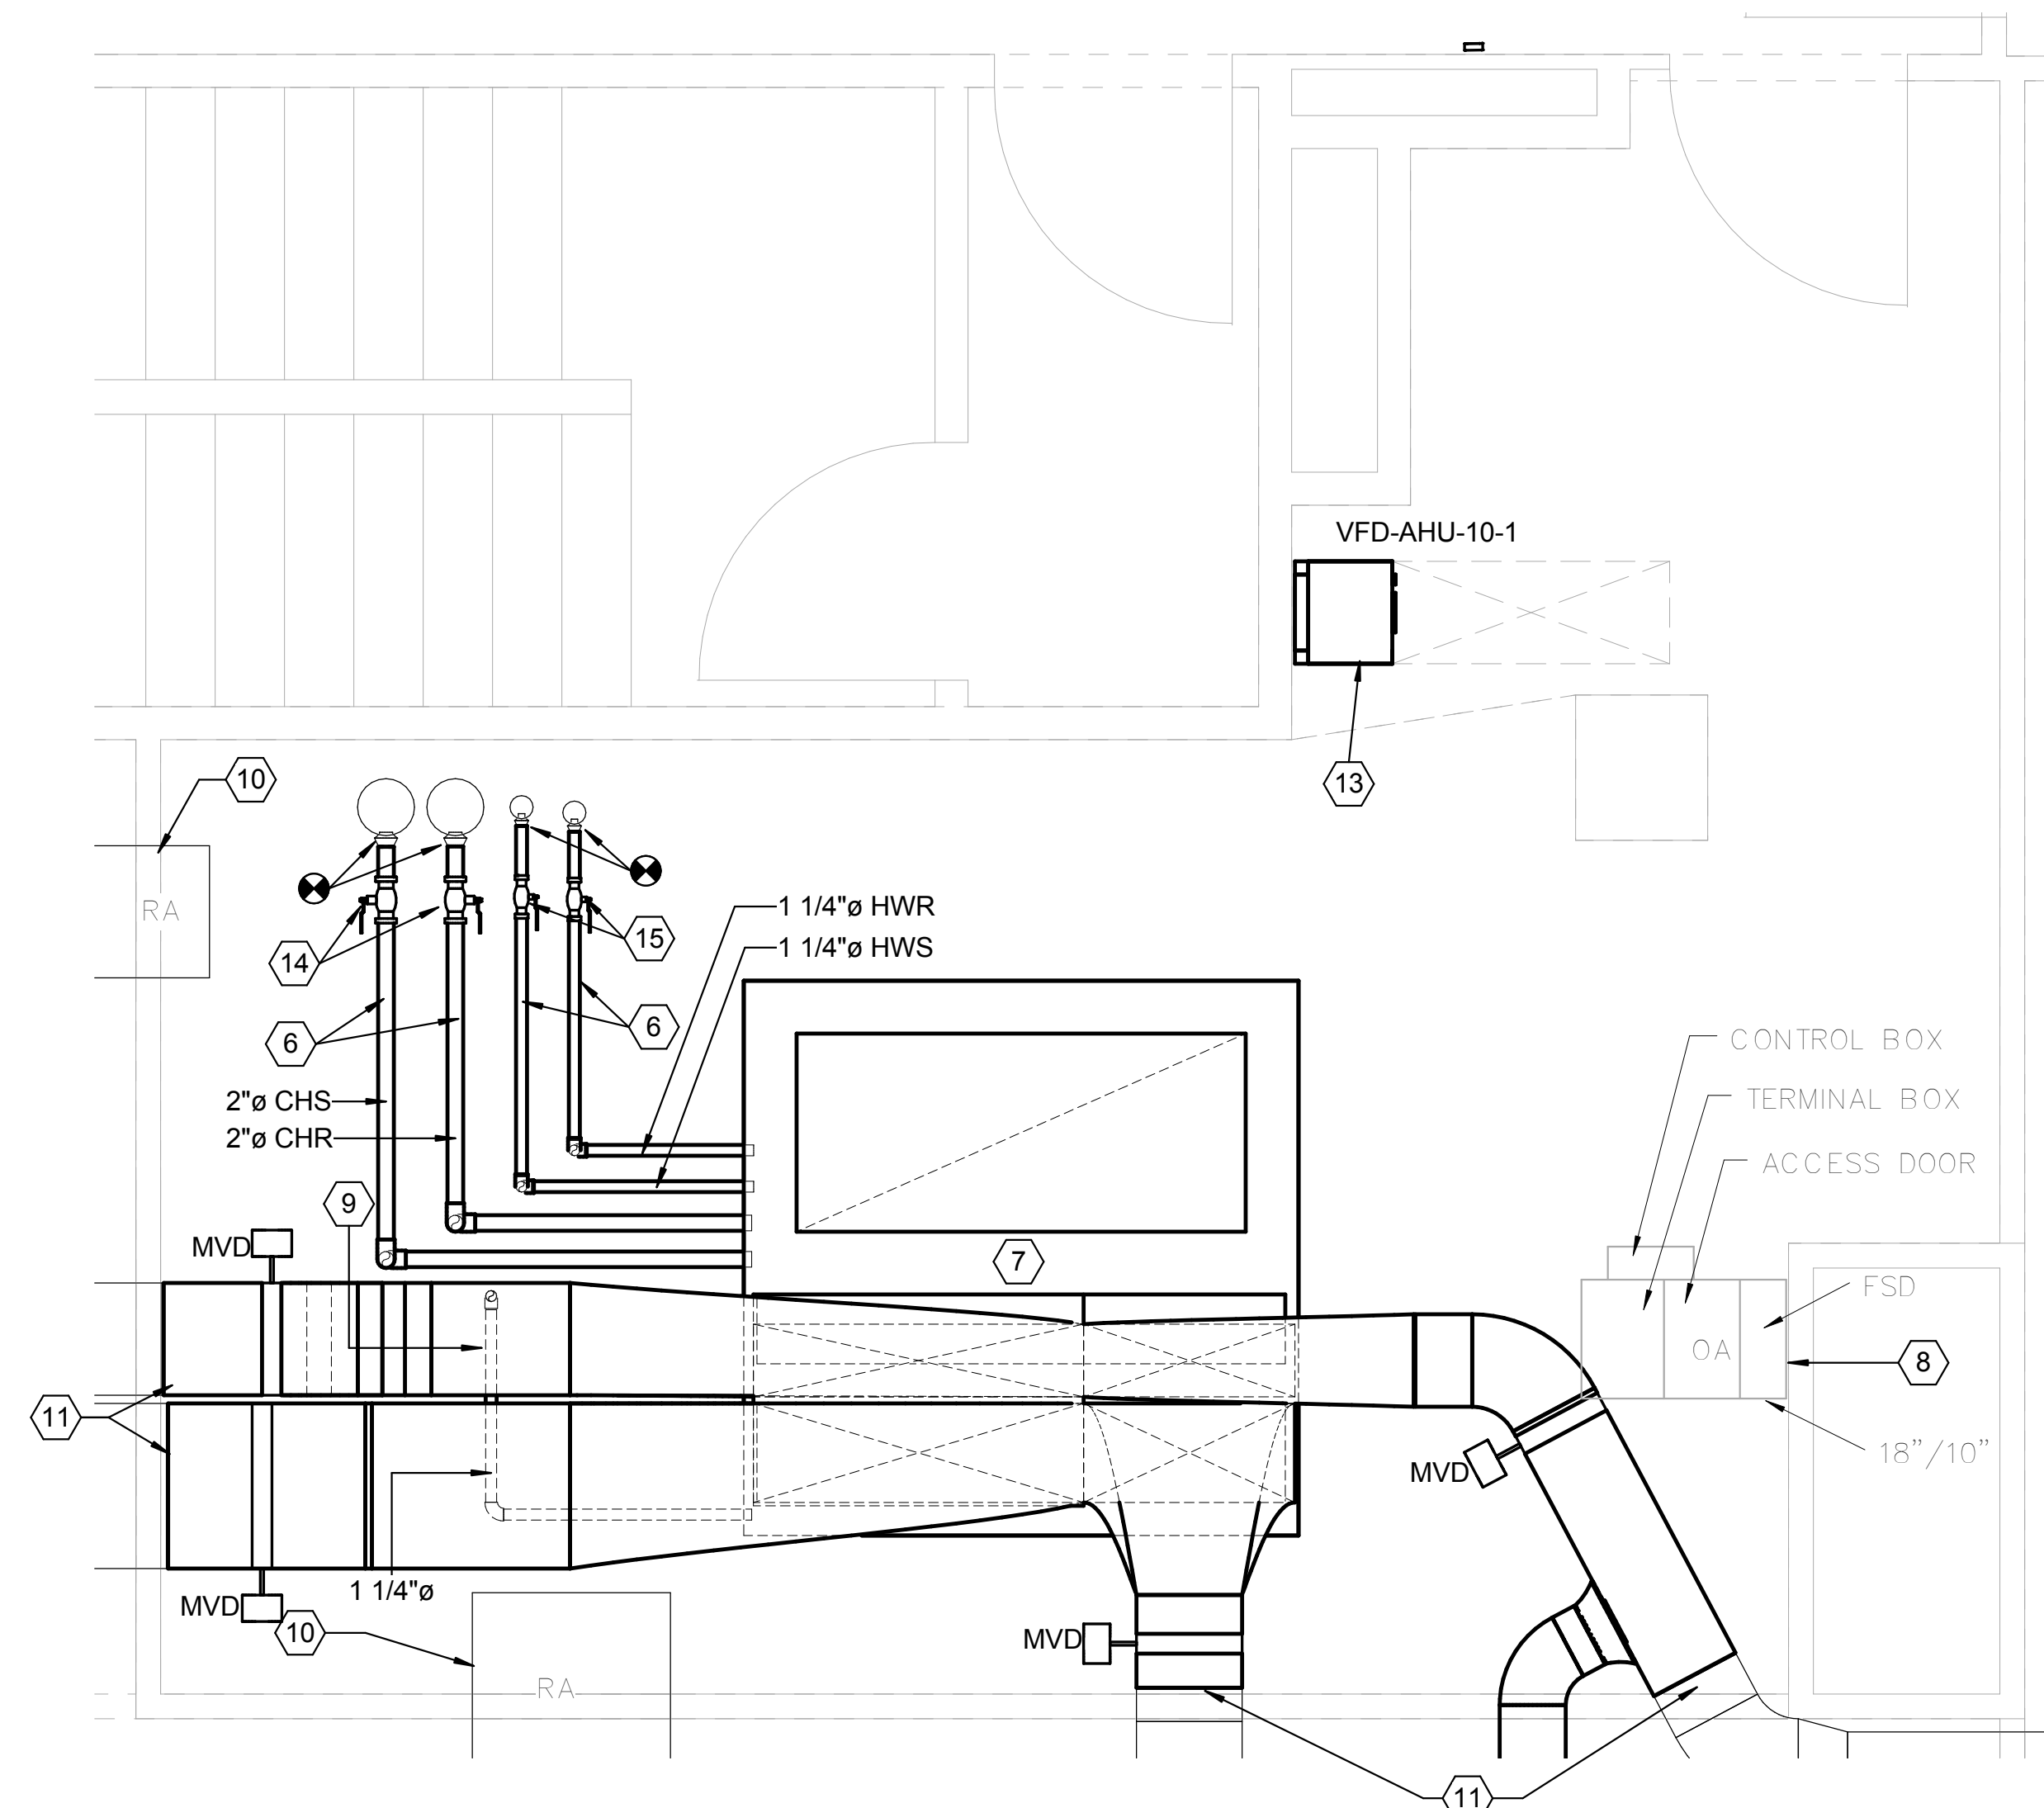 VFD-AHU-10-1
13
10
RA
14
15
1 1/4"ø HWR
1 1/4"ø HWS
6
6
2"ø CHS
2"ø CHR
CONTROL BOX
TERMINAL BOX
ACCESS DOOR
9
MVD
7
FSD
OA
8
11
18”/10”
MVD
1 1/4"ø
MVD
10
MVD
RA
11